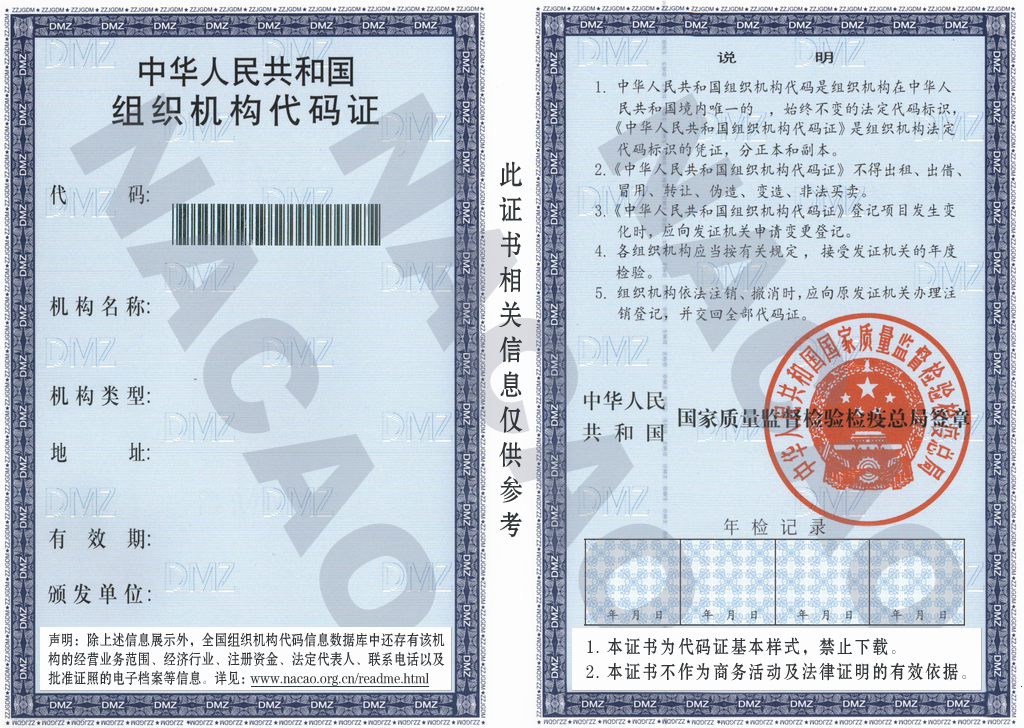 中华人民共和国
组织机构代码证
代 码:
机构名称:
机构类型:
地 址:
有 效 期:
颁发单位:
声明：除上述信息展示外，全国组织机构代码信息数据库中还存有该机
构的经营业务范围、经济行业、注册资金、法定代表人、联系电话以及
批准证照的电子档案等信息。详见: www.nacao.org.cn/readme.html
此证书相关信息仅供参考
说 明
1. 中华人民共和国组织机构代码是组织机构在中华人
民共和国境内唯一的 ，始终不变的法定代码标识，
《中华人民共和国组织机构代码证》是组织机构法定
代码标识的凭证，分正本和副本。
2.《中华人民共和国组织机构代码证》不得出租、出借、
冒用、转让、伪造、变造、非法买卖。
3.《中华人民共和国组织机构代码证》登记项目发生变
化时，应向发证机关申请变更登记。
4. 各组织机构应当按有关规定，接受发证机关的年度
检验。
5. 组织机构依法注销、撤消时，应向原发证机关办理注
销登记，并交回全部代码证。
中华人民
共和国
国家质量监督检验检疫总局签章
中华人民共和国国家质量监督检验检疫总局
年检记录
年 月 日 年 月 日 年 月 日 年 月 日
1. 本证书为代码证基本样式，禁止下载。
2. 本证书不作为商务活动及法律证明的有效依据。
NACAO NACAO NACAO
DMZ
ZZJGDM